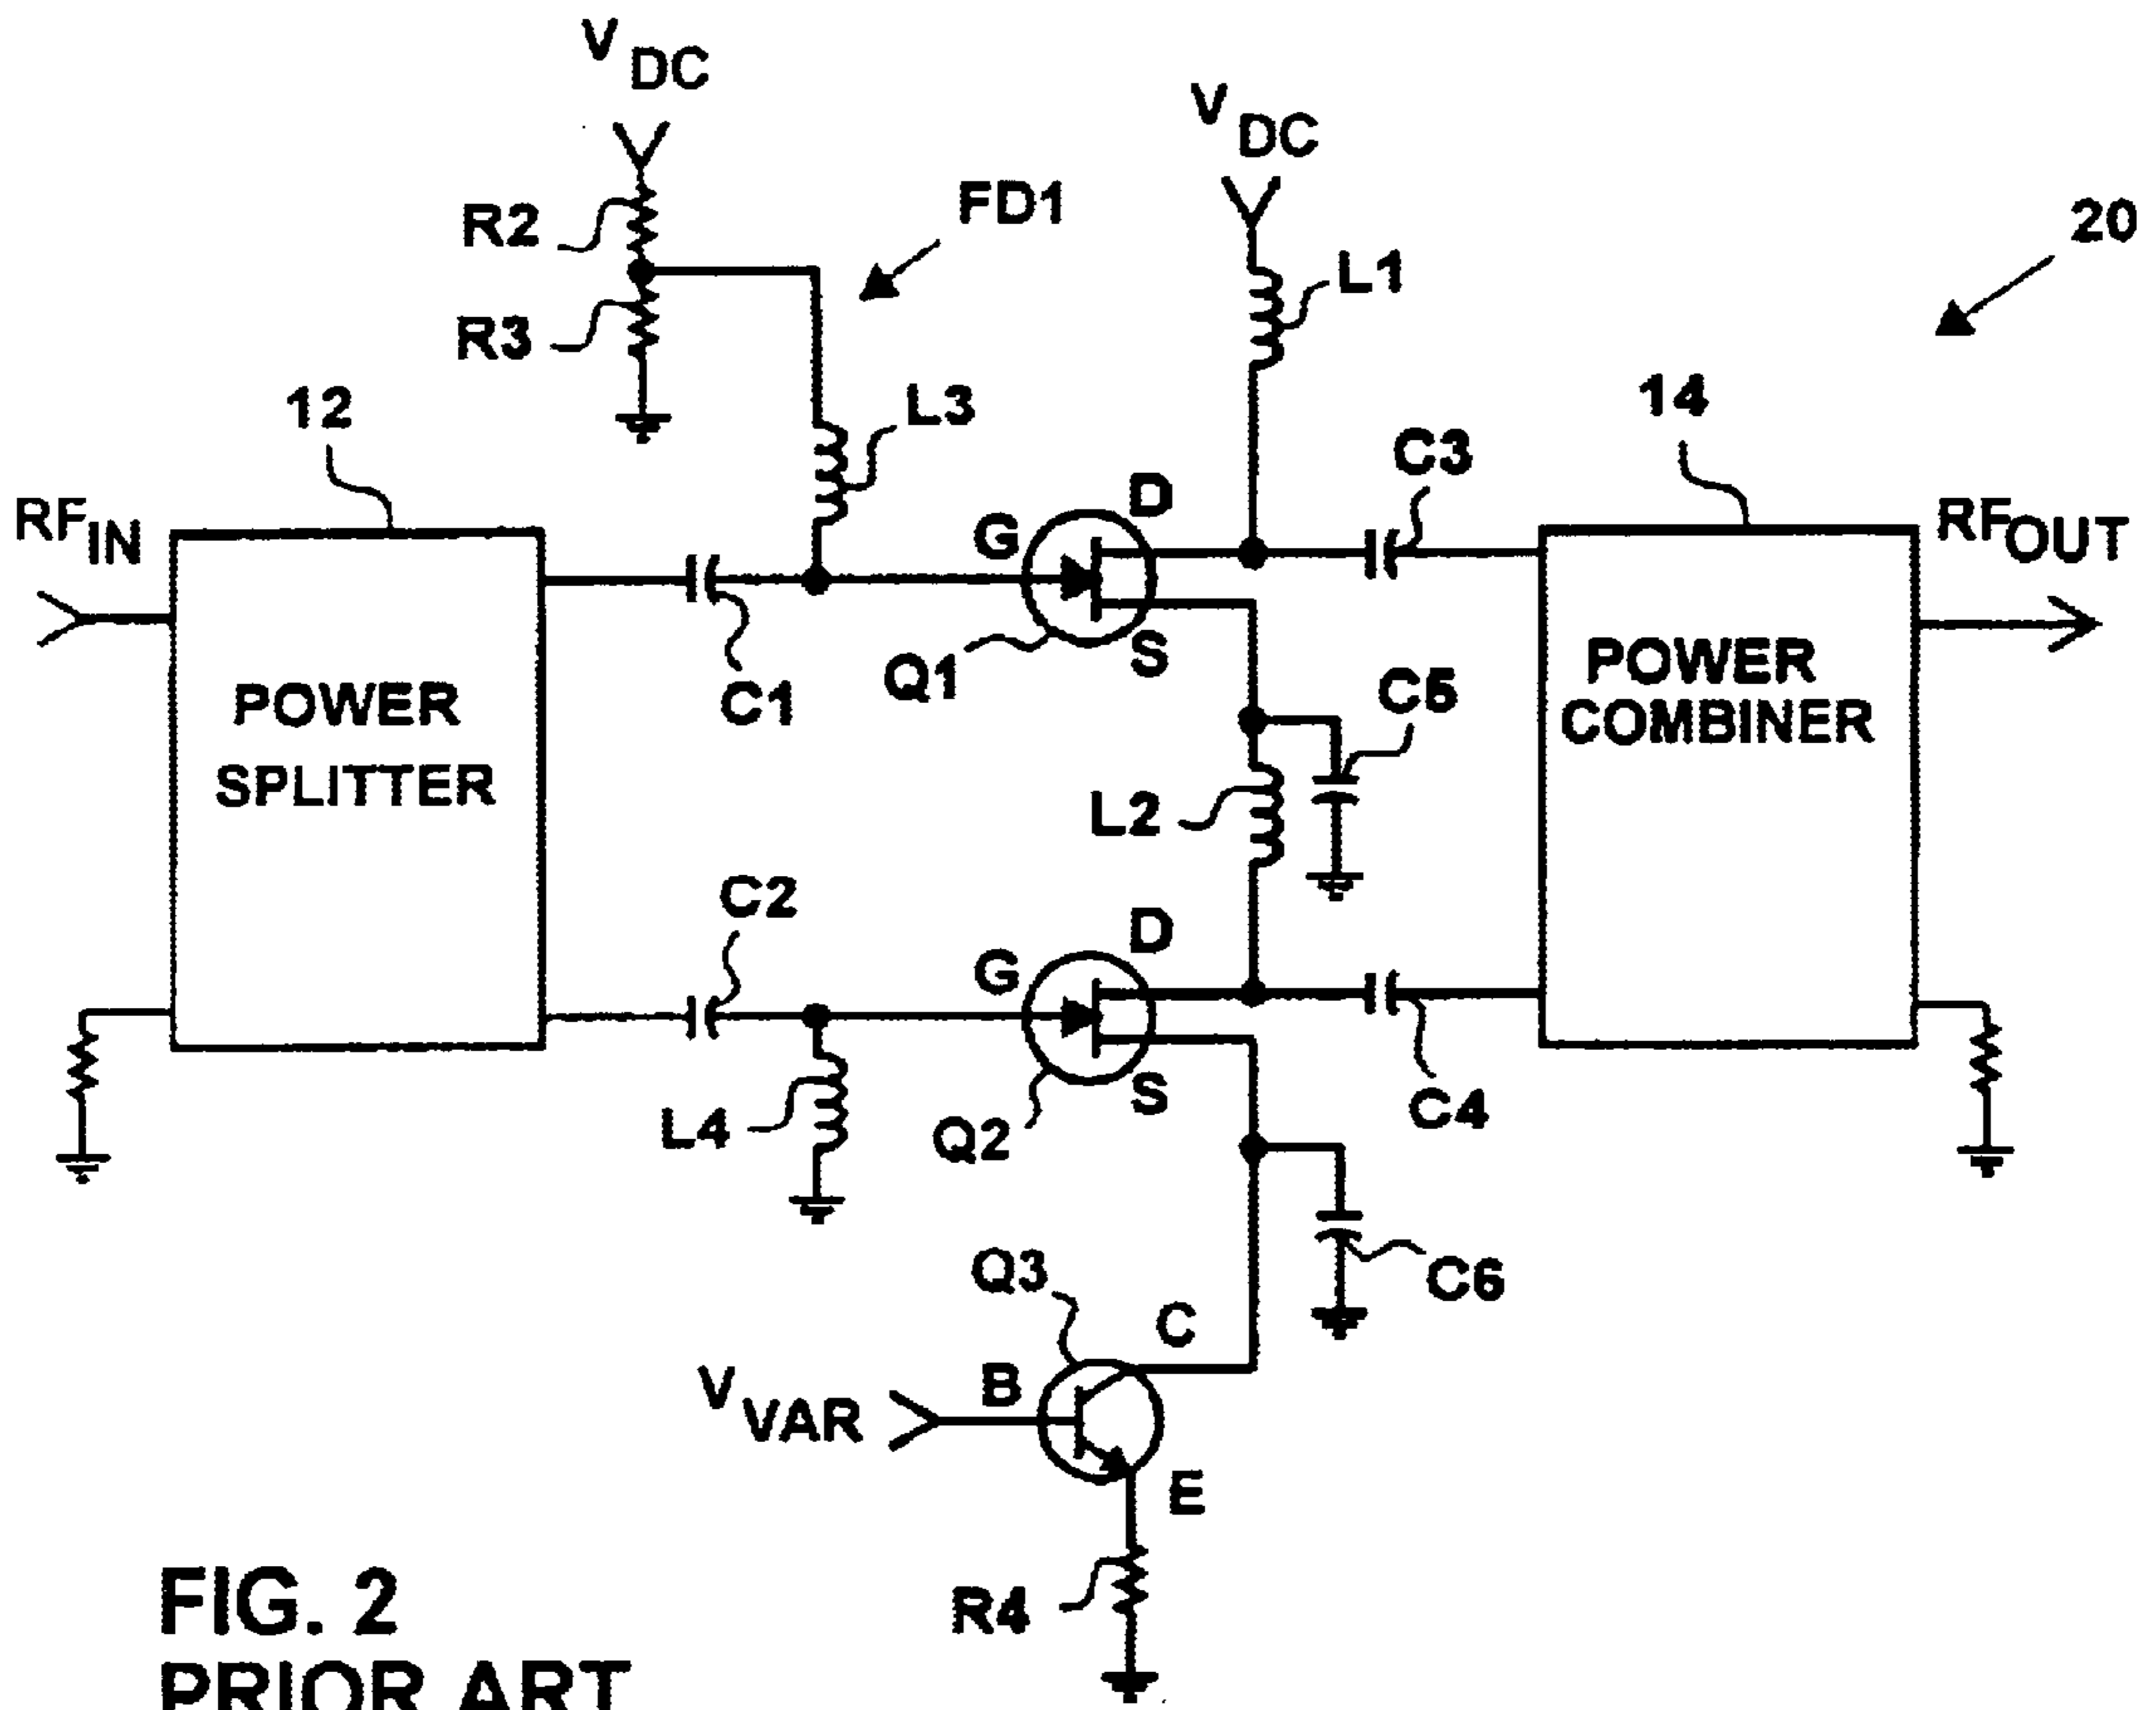 VDC
VDC
R2
FD1
20
L1
R3
12
L3
14
C3
D
RFIN
G
RFOUT
S
Q1
C1
C5
POWER
SPLITTER
POWER
COMBINER
L2
C2
D
G
S
L4
Q2
C4
Q3
C
C6
VVAR
B
E
R4
FIG. 2
PRIOR ART